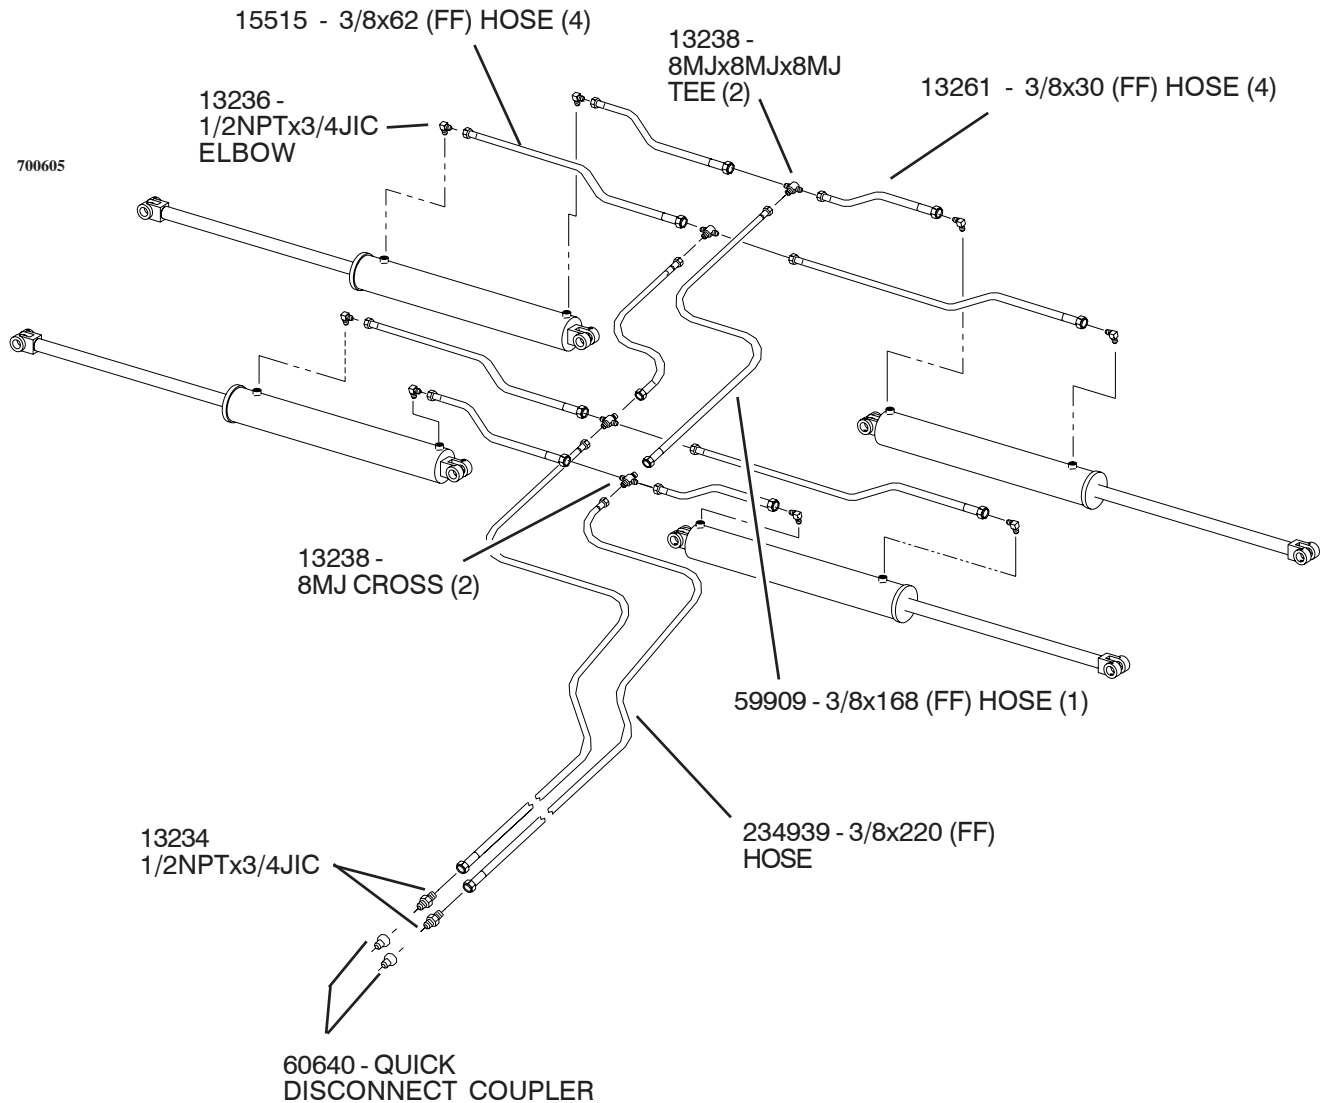 15515 - 3/8x62 (FF) HOSE (4)
13238 -
8MJx8MJx8MJ
TEE (2)
13261 - 3/8x30 (FF) HOSE (4)
13236 -
1/2NPTx3/4JIC
ELBOW
700605
13238 -
8MJ CROSS (2)
59909 - 3/8x168 (FF) HOSE (1)
234939 - 3/8x220 (FF)
HOSE
13234
1/2NPTx3/4JIC
60640 - QUICK
DISCONNECT COUPLER